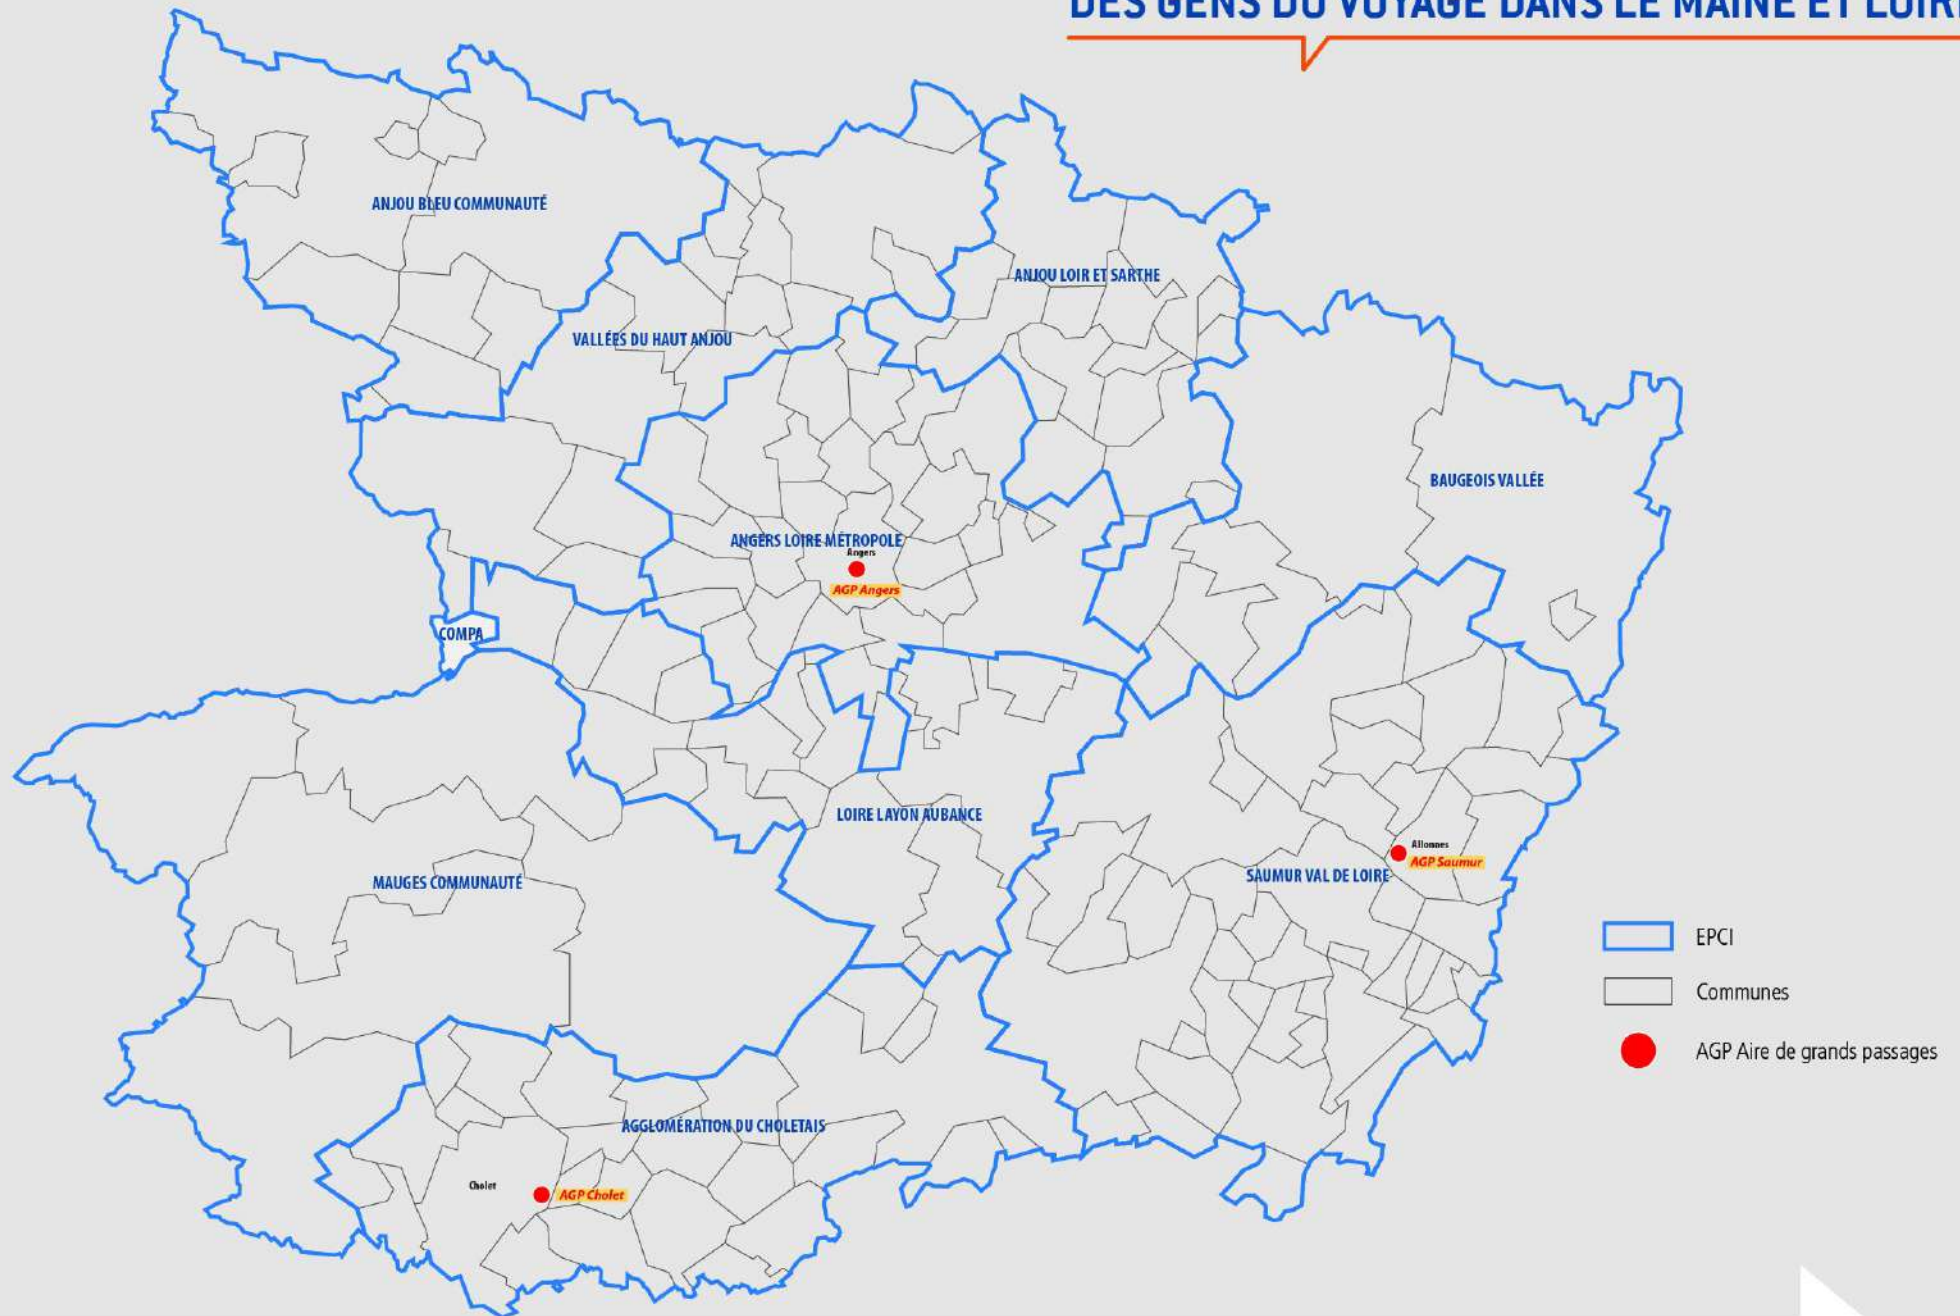 DES GENS DU VOYAGE DANS LE MAINE ET LOIRE
ANJOU BLEU COMMUNAUTÉ
ANJOU LOIR ET SARTHE
VALLÉES DU HAUT ANJOU
BAUGEOIS VALLÉE
ANGERS LOIRE MÉTROPOLE
Angers
AGP Angers
COMPA
LOIRE LAYON AUBANCE
Allonnes
AGP Saumur
SAUMUR VAL DE LOIRE
MAUGES COMMUNAUTÉ
EPCI
Communes
AGP Aire de grands passages
AGGLOMÉRATION DU CHOLETAIS
Cholet
AGP Cholet